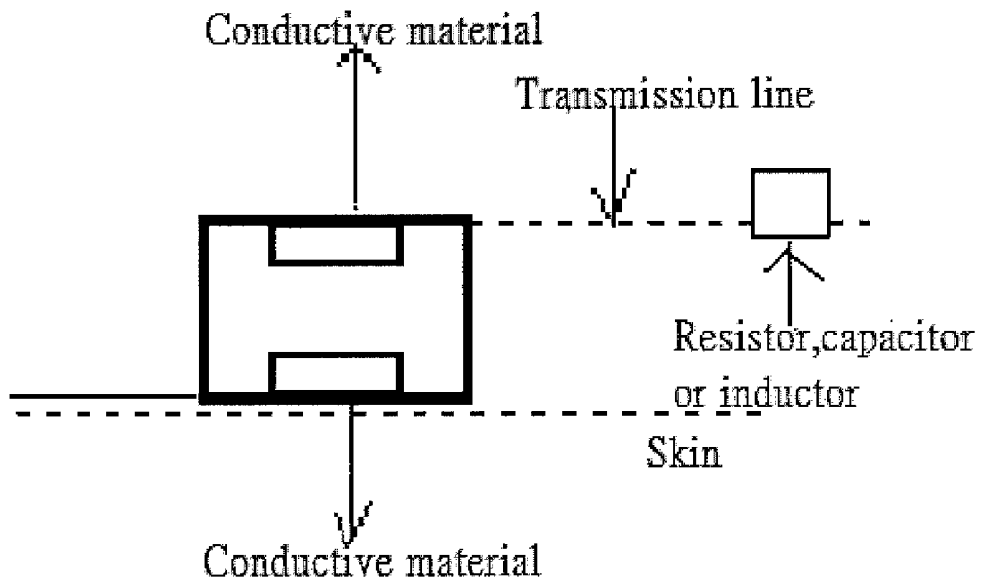 Conductive material
Transmission line
Resistor,capacitor
or inductor
Skin
Conductive material